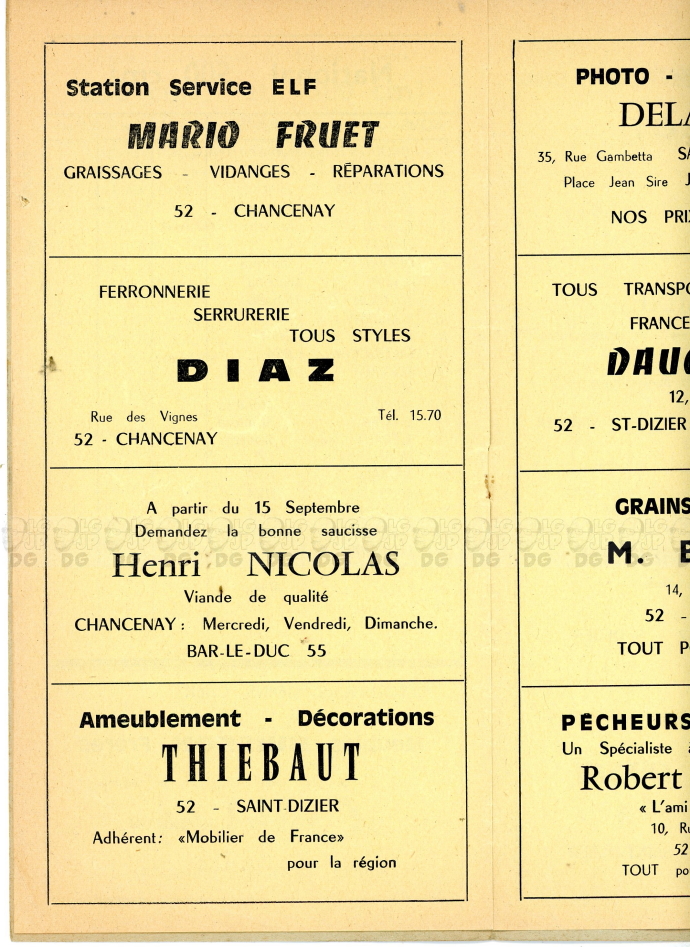 Station Service ELF
MARIO FRUET
GRAISSAGES - VIDANGES - RÉPARATIONS
52 - CHANCENAY
FERRONNERIE
SERRURERIE
TOUS STYLES
DIAZ
Rue des Vignes Tél. 15.70
52 - CHANCENAY
A partir du 15 Septembre
Demandez la bonne saucisse
Henri NICOLAS
Viande de qualité
CHANCENAY : Mercredi, Vendredi, Dimanche.
BAR-LE-DUC 55
Ameublement - Décorations
THIEBAUT
52 - SAINT-DIZIER
Adhérent: «Mobilier de France»
pour la région
PHOTO -
35, Rue Gambetta
Place Jean Sire
NOS
TOUS
FRANCE
12,
52 - ST-DIZIER
GRAINS
M.
14,
52 -
TOUT
PECHEURS
Un Spécialiste
Robert
« L'ami
10,
52
TOUT